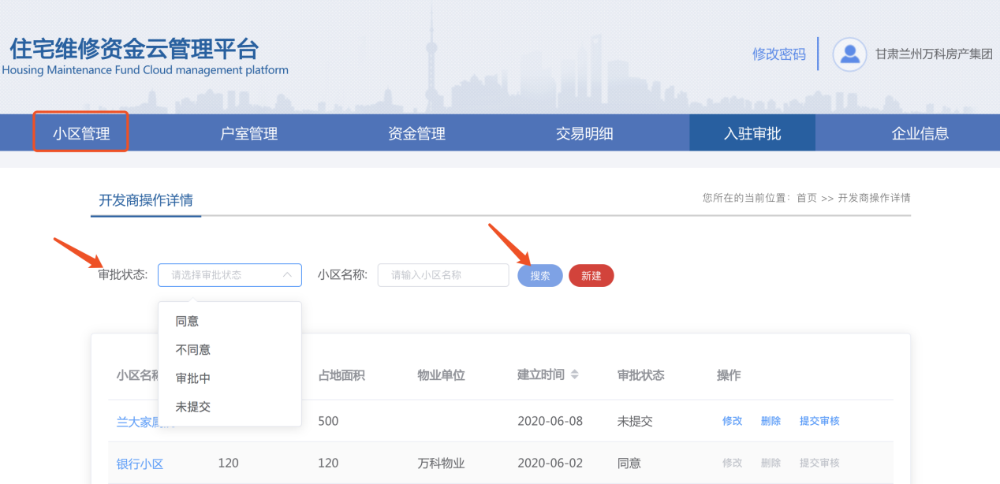 住宅维修资金云管理平台
Housing Maintenance Fund Cloud management platform
修改密码
甘肃兰州万科房产集团
小区管理 户室管理 资金管理 交易明细 入驻审批 企业信息
开发商操作详情
您所在的当前位置：首页 >> 开发商操作详情
审批状态: 请选择审批状态 小区名称: 请输入小区名称 搜索 新建
同意
不同意
审批中
未提交
小区名称 占地面积 物业单位 建立时间 审批状态 操作
兰大家属 500 2020-06-08 未提交 修改 删除 提交审核
银行小区 120 120 万科物业 2020-06-02 同意 修改 删除 提交审核